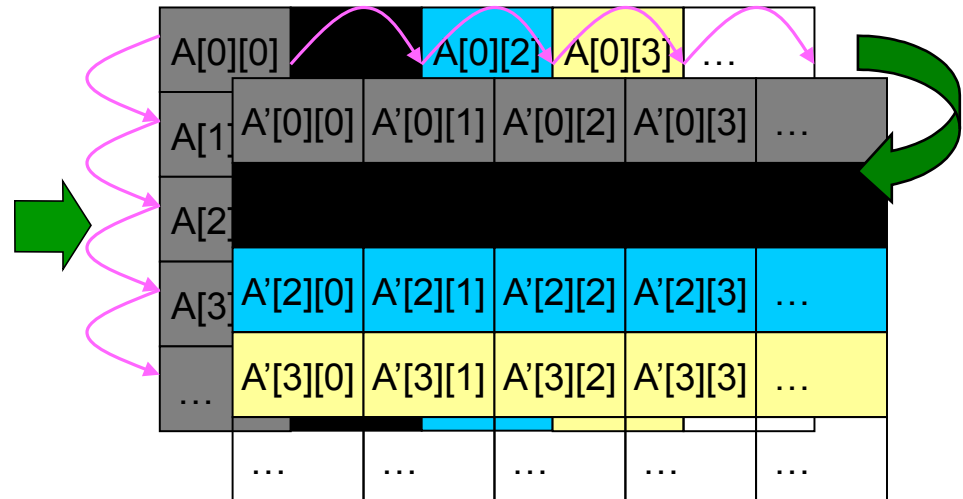 A[0][0] A[0][2] A[0][3] …
A[1]
A'[0][0] A'[0][1] A'[0][2] A'[0][3] …
A[2]
A[3]
A'[2][0] A'[2][1] A'[2][2] A'[2][3] …
… A'[3][0] A'[3][1] A'[3][2] A'[3][3] …
… … … … …